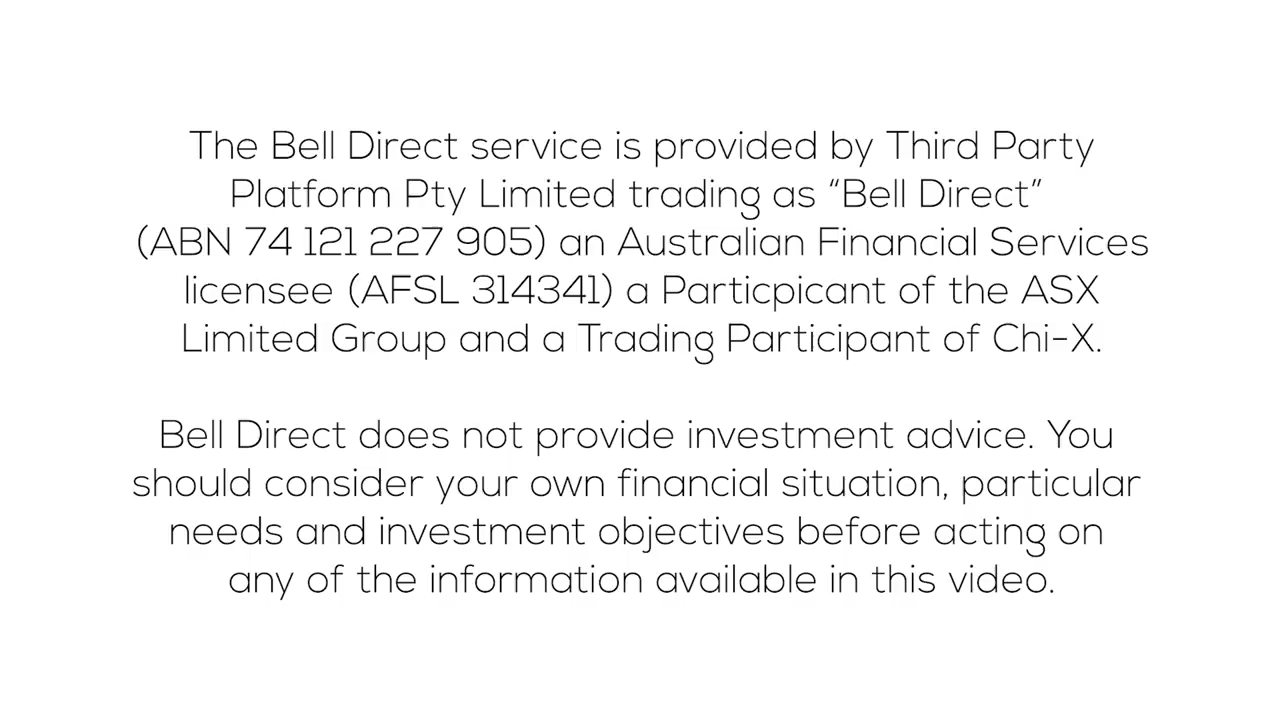 The Bell Direct service is provided by Third Party
Platform Pty Limited trading as “Bell Direct”
(ABN 74 121 227 905) an Australian Financial Services
licensee (AFSL 314341) a Particpicant of the ASX
Limited Group and a Trading Participant of Chi-X.
Bell Direct does not provide investment advice. You
should consider your own financial situation, particular
needs and investment objectives before acting on
any of the information available in this video.